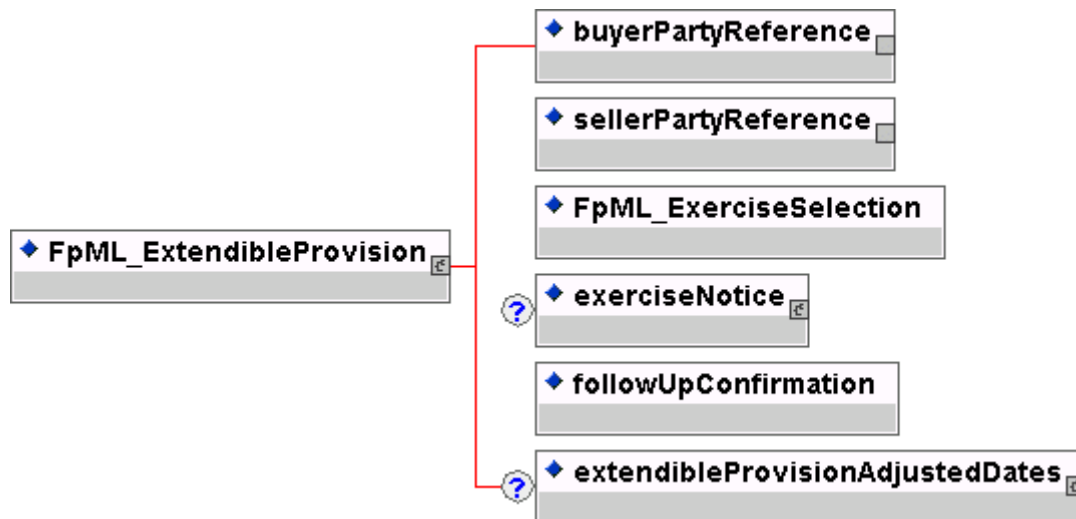 buyerPartyReference
sellerPartyReference
FpML_ExerciseSelection
FpML_ExtendibleProvision
? exerciseNotice
followUpConfirmation
? extendibleProvisionAdjustedDates